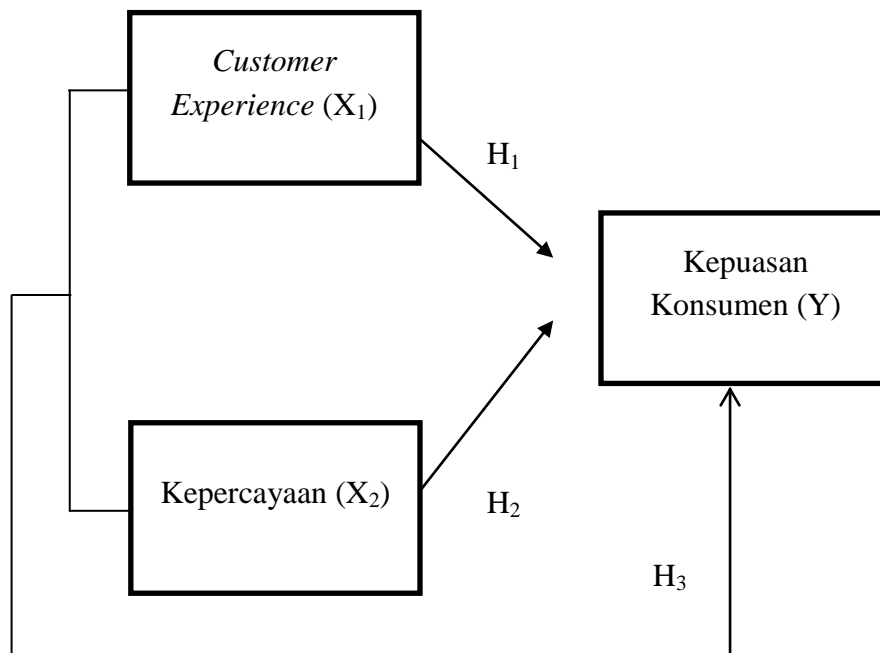 Customer
Experience (X₁)
H₁
Kepuasan
Konsumen (Y)
Kepercayaan (X₂)
H₂
H₃